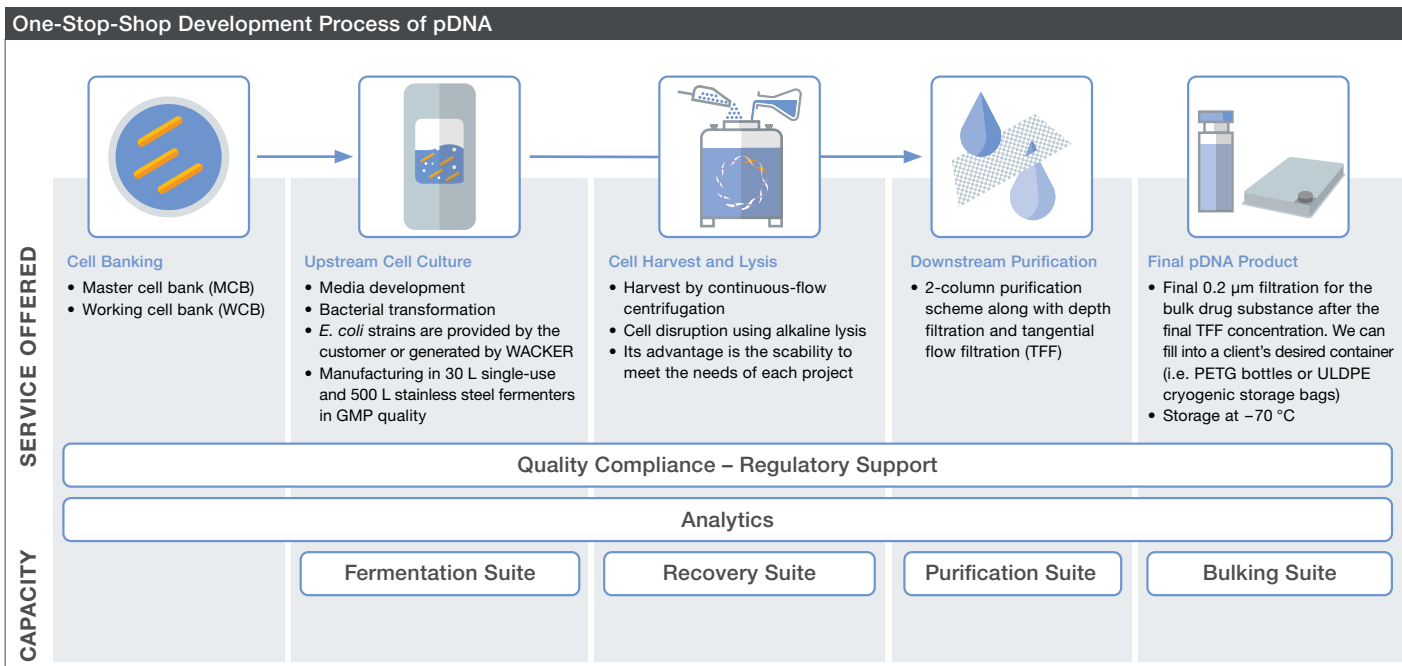 One-Stop-Shop Development Process of pDNA
SERVICE OFFERED
Cell Banking
• Master cell bank (MCB)
• Working cell bank (WCB)
Upstream Cell Culture
• Media development
• Bacterial transformation
• E. coli strains are provided by the
customer or generated by WACKER
• Manufacturing in 30 L single-use
and 500 L stainless steel fermenters
in GMP quality
Cell Harvest and Lysis
• Harvest by continuous-flow
centrifugation
• Cell disruption using alkaline lysis
• Its advantage is the scability to
meet the needs of each project
Downstream Purification
• 2-column purification
scheme along with depth
filtration and tangential
flow filtration (TFF)
Final pDNA Product
• Final 0.2 μm filtration for the
bulk drug substance after the
final TFF concentration. We can
fill into a client's desired container
(i.e. PETG bottles or ULDPE
cryogenic storage bags)
• Storage at –70 °C
Quality Compliance – Regulatory Support
Analytics
CAPACITY
Fermentation Suite
Recovery Suite
Purification Suite
Bulking Suite